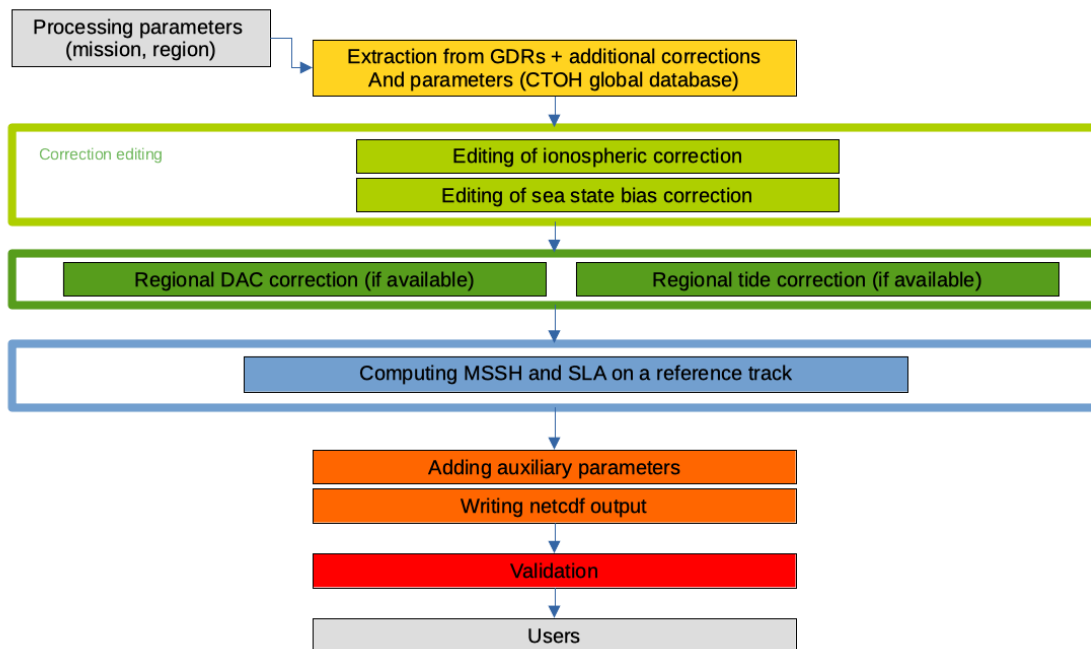 Processing parameters
(mission, region)
Extraction from GDRs + additional corrections
And parameters (CTOH global database)
Correction editing
Editing of ionospheric correction
Editing of sea state bias correction
Regional DAC correction (if available)
Regional tide correction (if available)
Computing MSSH and SLA on a reference track
Adding auxiliary parameters
Writing netcdf output
Validation
Users